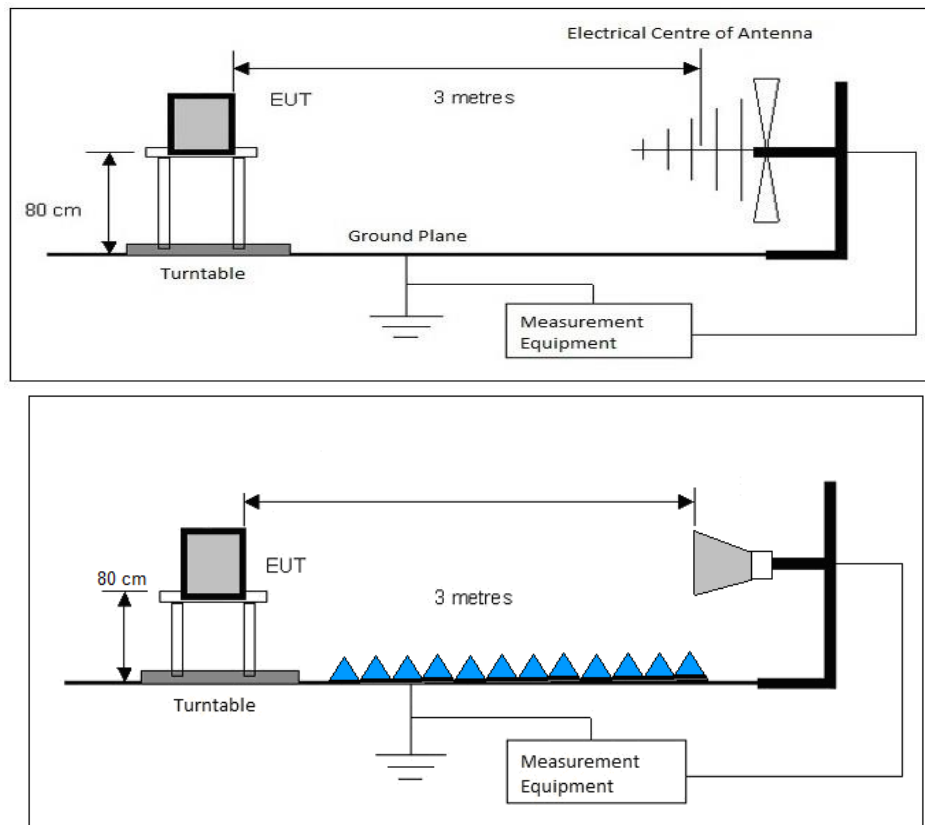 Electrical Centre of Antenna
EUT
3 metres
80 cm
Ground Plane
Turntable
Measurement
Equipment
EUT
80 cm
3 metres
Turntable
Measurement
Equipment